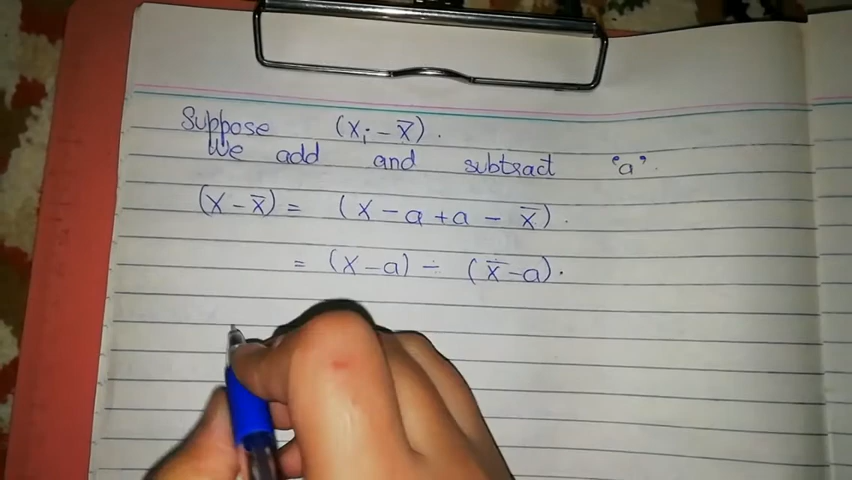 Suppose (xᵢ - x̄).
We add and subtract "a".
(x - x̄) = (x - a + a - x̄).
= (x - a) - (x̄ - a).